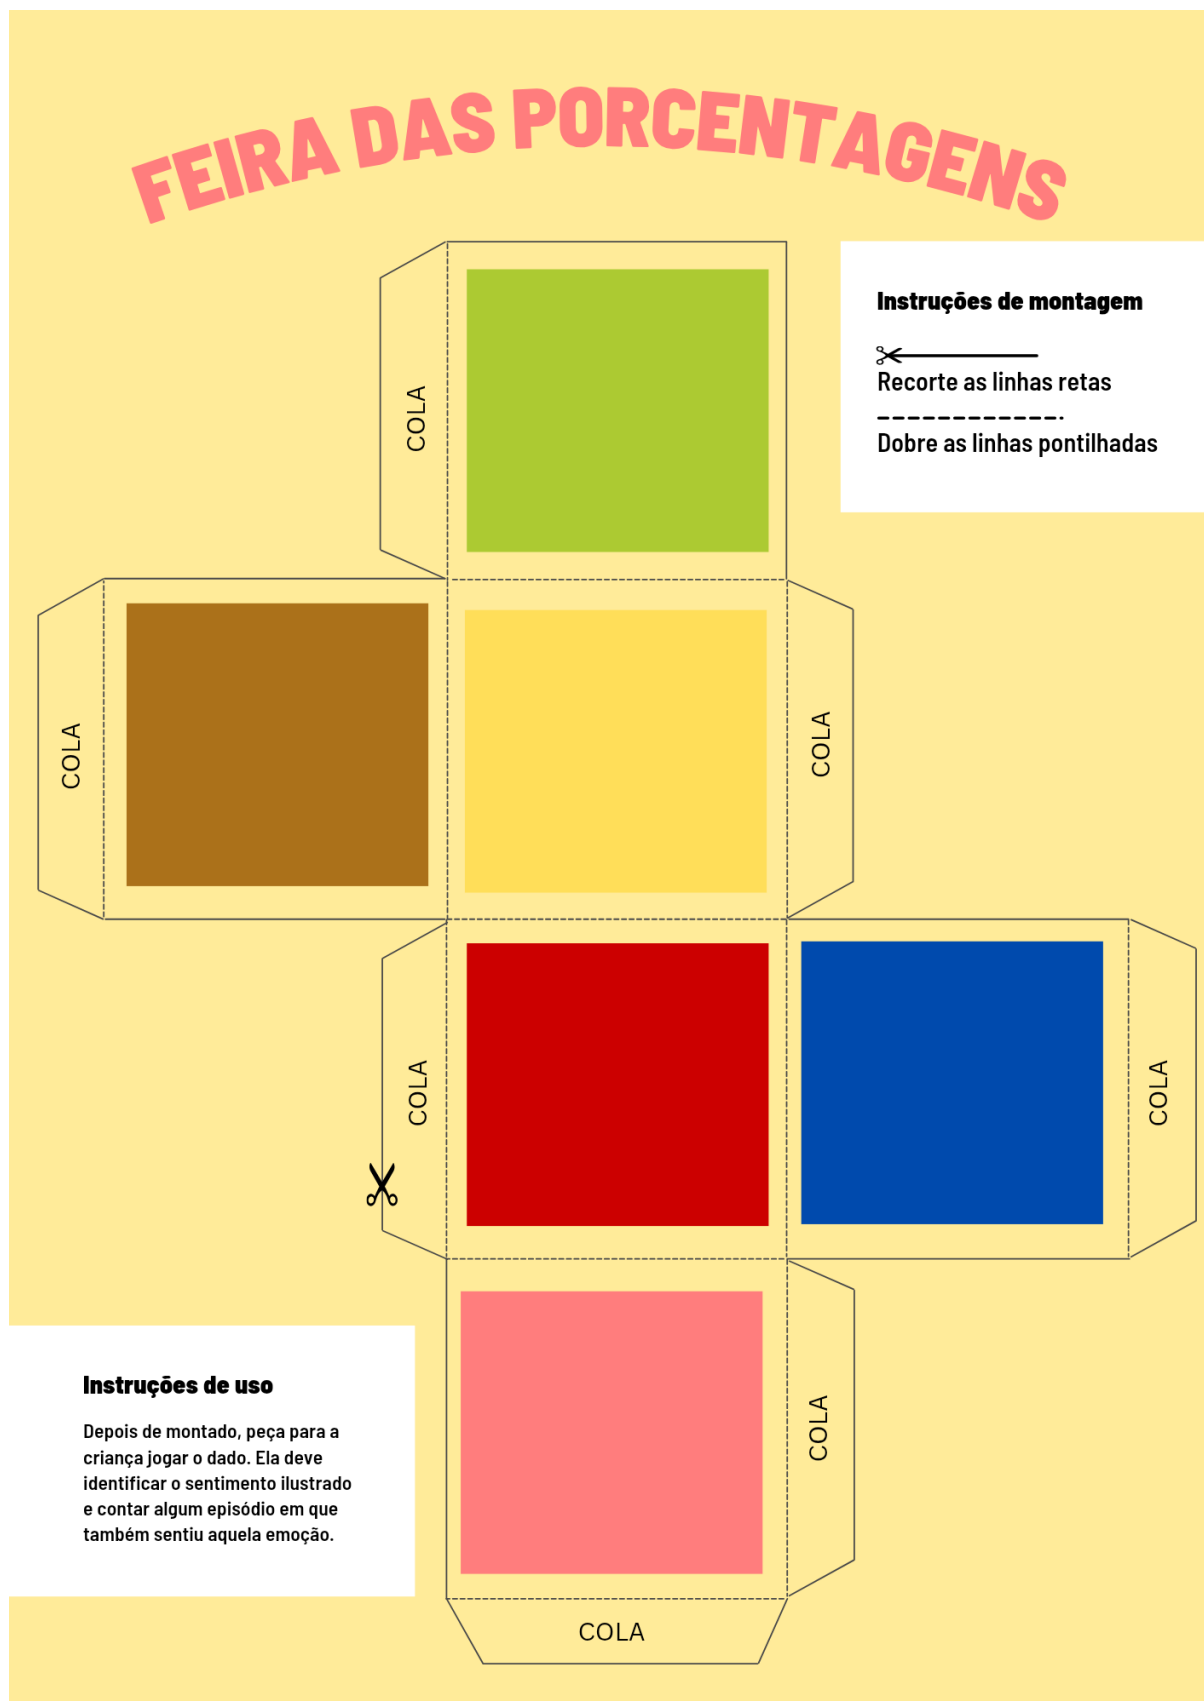 FEIRA DAS PORCENTAGENS
Instruções de montagem
Recorte as linhas retas
Dobre as linhas pontilhadas
COLA
COLA
COLA
COLA
COLA
COLA
COLA
Instruções de uso
Depois de montado, peça para a
criança jogar o dado. Ela deve
identificar o sentimento ilustrado
e contar algum episódio em que
também sentiu aquela emoção.